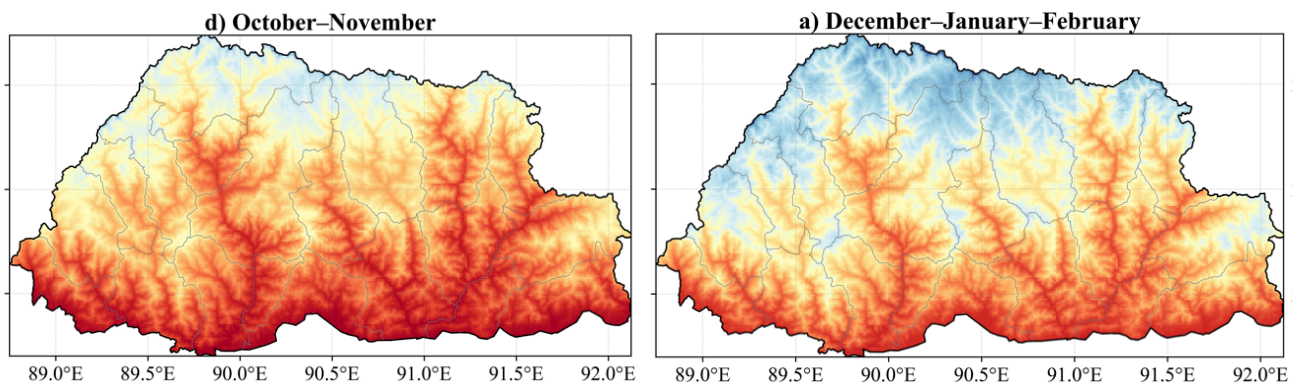 d) October–November
a) December–January–February
89.0°E 89.5°E 90.0°E 90.5°E 91.0°E 91.5°E 92.0°E
89.0°E 89.5°E 90.0°E 90.5°E 91.0°E 91.5°E 92.0°E